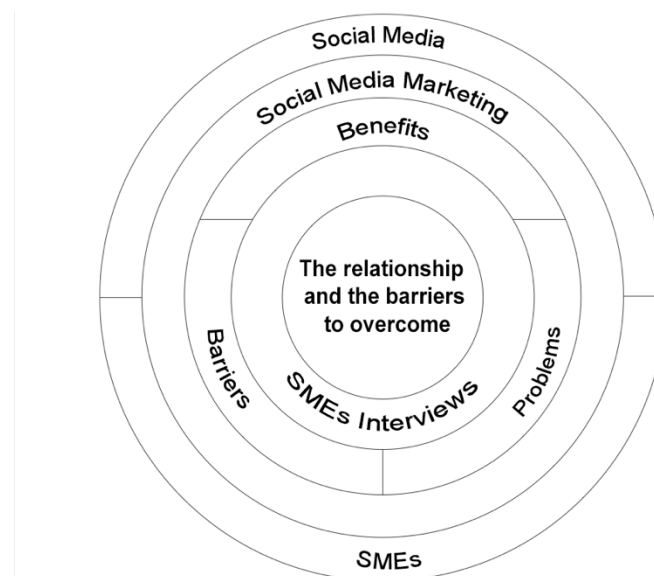 Social Media
Social Media Marketing
Benefits
The relationship
and the barriers
to overcome
Barriers
Problems
SMEs Interviews
SMEs